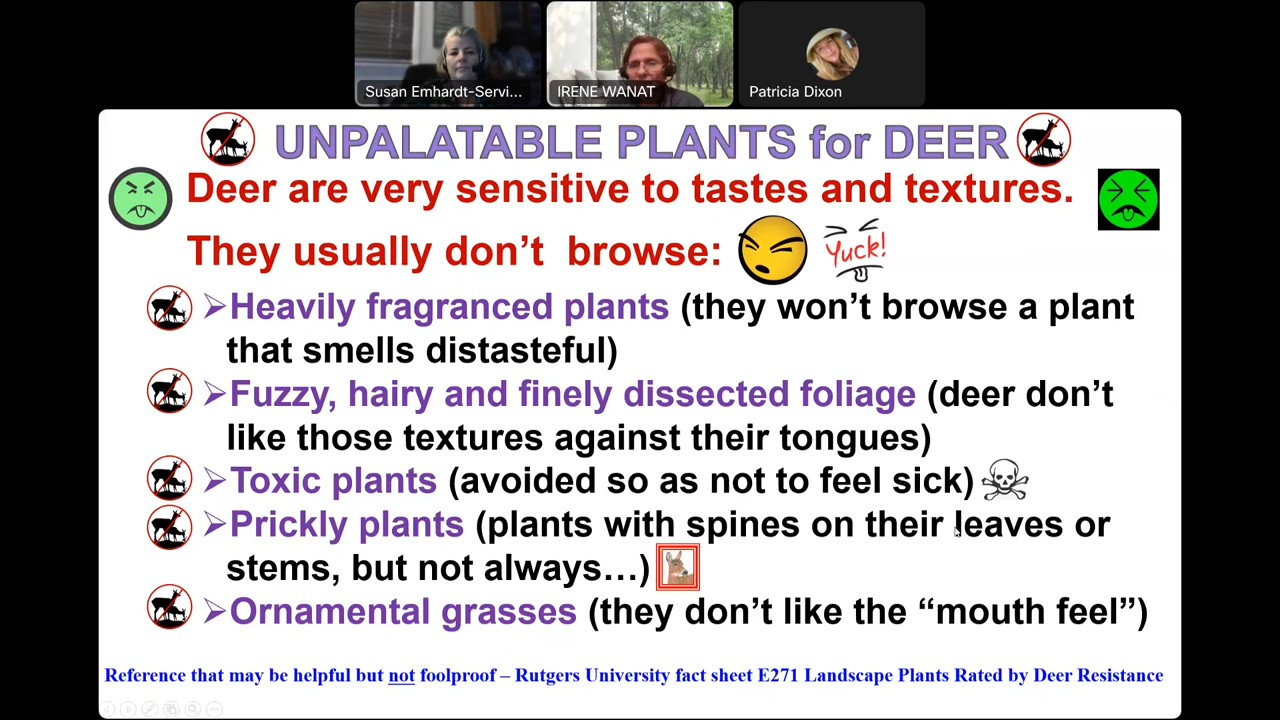 Susan Emhardt-Servi...
IRENE WANAT
Patricia Dixon
UNPALATABLE PLANTS for DEER
Deer are very sensitive to tastes and textures.
They usually don’t browse:
Yuck!
➢Heavily fragranced plants (they won’t browse a plant
that smells distasteful)
➢Fuzzy, hairy and finely dissected foliage (deer don’t
like those textures against their tongues)
➢Toxic plants (avoided so as not to feel sick)
➢Prickly plants (plants with spines on their leaves or
stems, but not always…)
➢Ornamental grasses (they don’t like the “mouth feel”)
Reference that may be helpful but not foolproof – Rutgers University fact sheet E271 Landscape Plants Rated by Deer Resistance